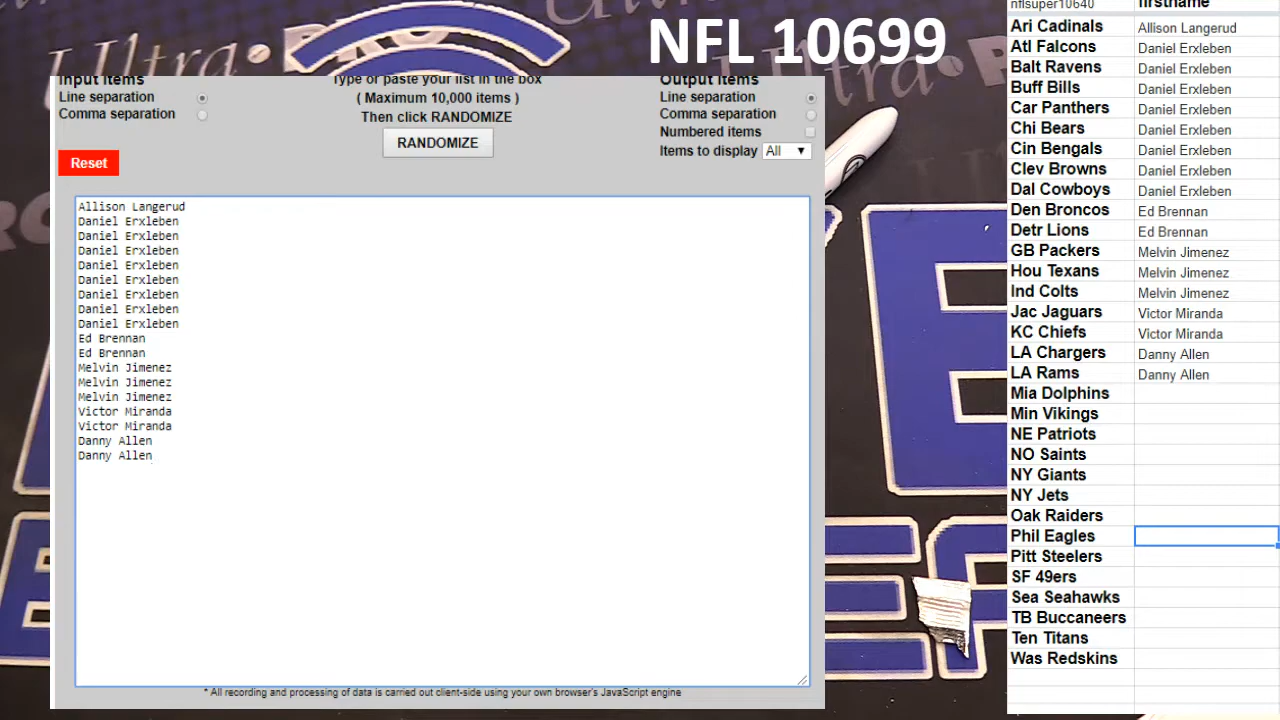 NFL 10699
Input Items
Line separation
Comma separation
Reset
Type or paste your list in the box
( Maximum 10,000 items )
Then click RANDOMIZE
RANDOMIZE
Output Items
Line separation
Comma separation
Numbered items
Items to display All
Allison Langerud
Daniel Erxleben
Daniel Erxleben
Daniel Erxleben
Daniel Erxleben
Daniel Erxleben
Daniel Erxleben
Daniel Erxleben
Daniel Erxleben
Ed Brennan
Ed Brennan
Melvin Jimenez
Melvin Jimenez
Melvin Jimenez
Victor Miranda
Victor Miranda
Danny Allen
Danny Allen
* All recording and processing of data is carried out client-side using your own browser's JavaScript engine
nflsuper10640 firstname
Ari Cadinals Allison Langerud
Atl Falcons Daniel Erxleben
Balt Ravens Daniel Erxleben
Buff Bills Daniel Erxleben
Car Panthers Daniel Erxleben
Chi Bears Daniel Erxleben
Cin Bengals Daniel Erxleben
Clev Browns Daniel Erxleben
Dal Cowboys Daniel Erxleben
Den Broncos Ed Brennan
Detr Lions Ed Brennan
GB Packers Melvin Jimenez
Hou Texans Melvin Jimenez
Ind Colts Melvin Jimenez
Jac Jaguars Victor Miranda
KC Chiefs Victor Miranda
LA Chargers Danny Allen
LA Rams Danny Allen
Mia Dolphins
Min Vikings
NE Patriots
NO Saints
NY Giants
NY Jets
Oak Raiders
Phil Eagles
Pitt Steelers
SF 49ers
Sea Seahawks
TB Buccaneers
Ten Titans
Was Redskins
Ultra